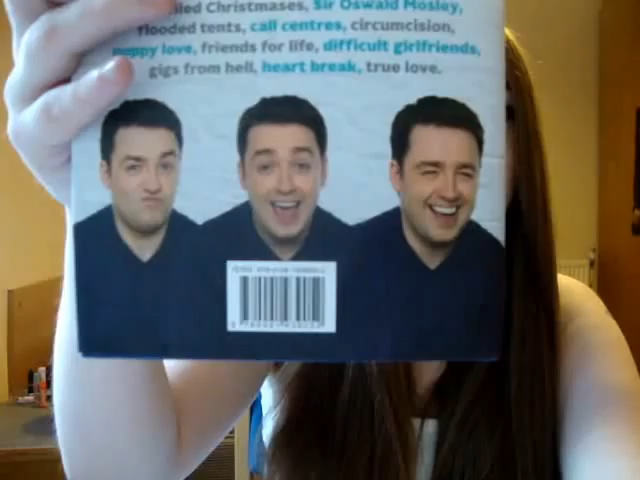 Christmases, Sir Oswald Mosley,
flooded tents, call centres, circumcision,
puppy love, friends for life, difficult girlfriends,
gigs from hell, heart break, true love.